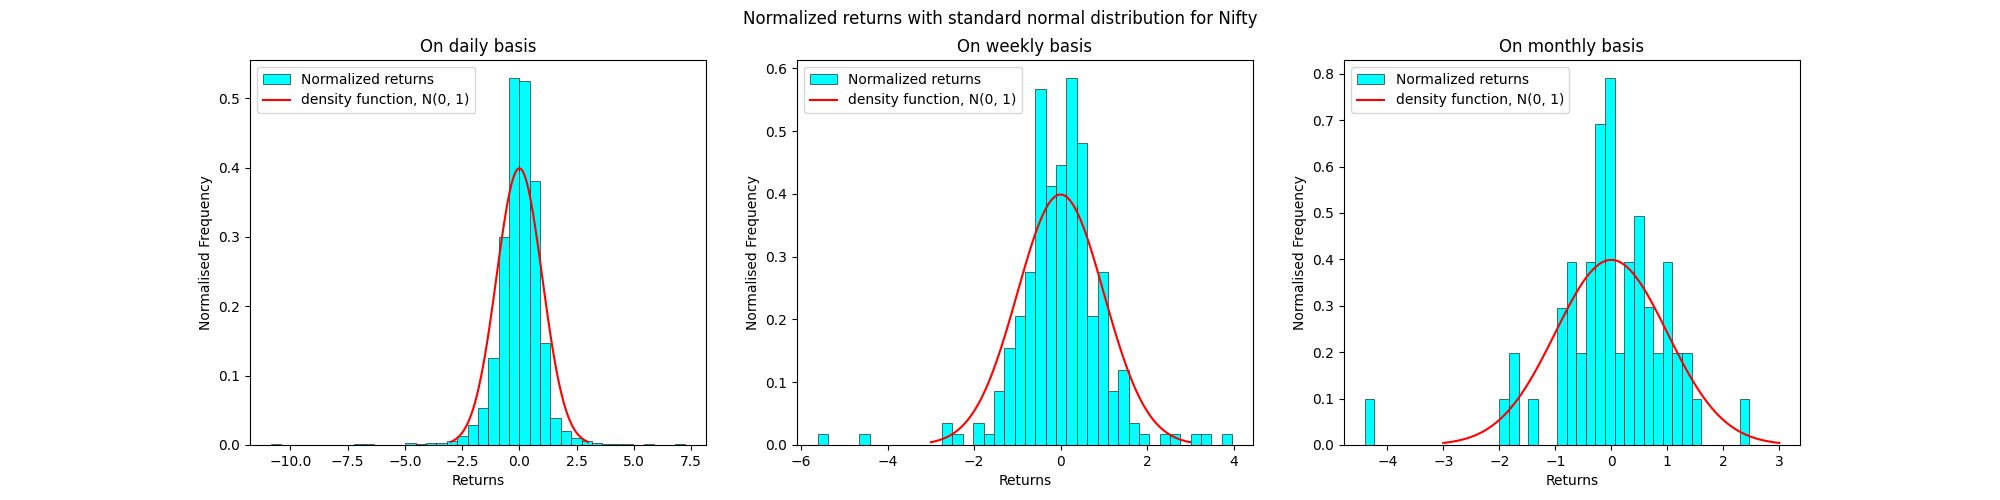 Normalized returns with standard normal distribution for Nifty
On daily basis
Normalized returns
density function, N(0, 1)
Normalised Frequency
0.5
0.4
0.3
0.2
0.1
0.0
−10.0 −7.5 −5.0 −2.5 0.0 2.5 5.0 7.5
Returns
On weekly basis
Normalized returns
density function, N(0, 1)
Normalised Frequency
0.6
0.5
0.4
0.3
0.2
0.1
0.0
−6 −4 −2 0 2 4
Returns
On monthly basis
Normalized returns
density function, N(0, 1)
Normalised Frequency
0.8
0.7
0.6
0.5
0.4
0.3
0.2
0.1
0.0
−4 −3 −2 −1 0 1 2 3
Returns